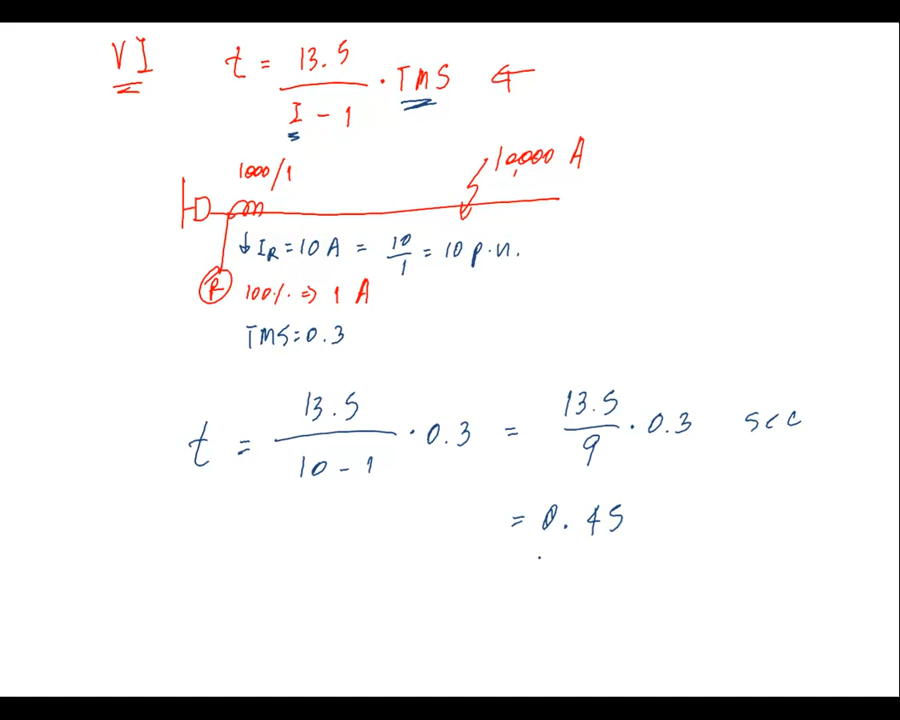 VI t = 13.5 / I - 1 · TMS ←
1000/1 10,000 A
↓ IR = 10 A = 10/1 = 10 p.u.
R 100% => 1 A
TMS = 0.3
t = 13.5 / 10 - 1 · 0.3 = 13.5 / 9 · 0.3 sec
= 0.45